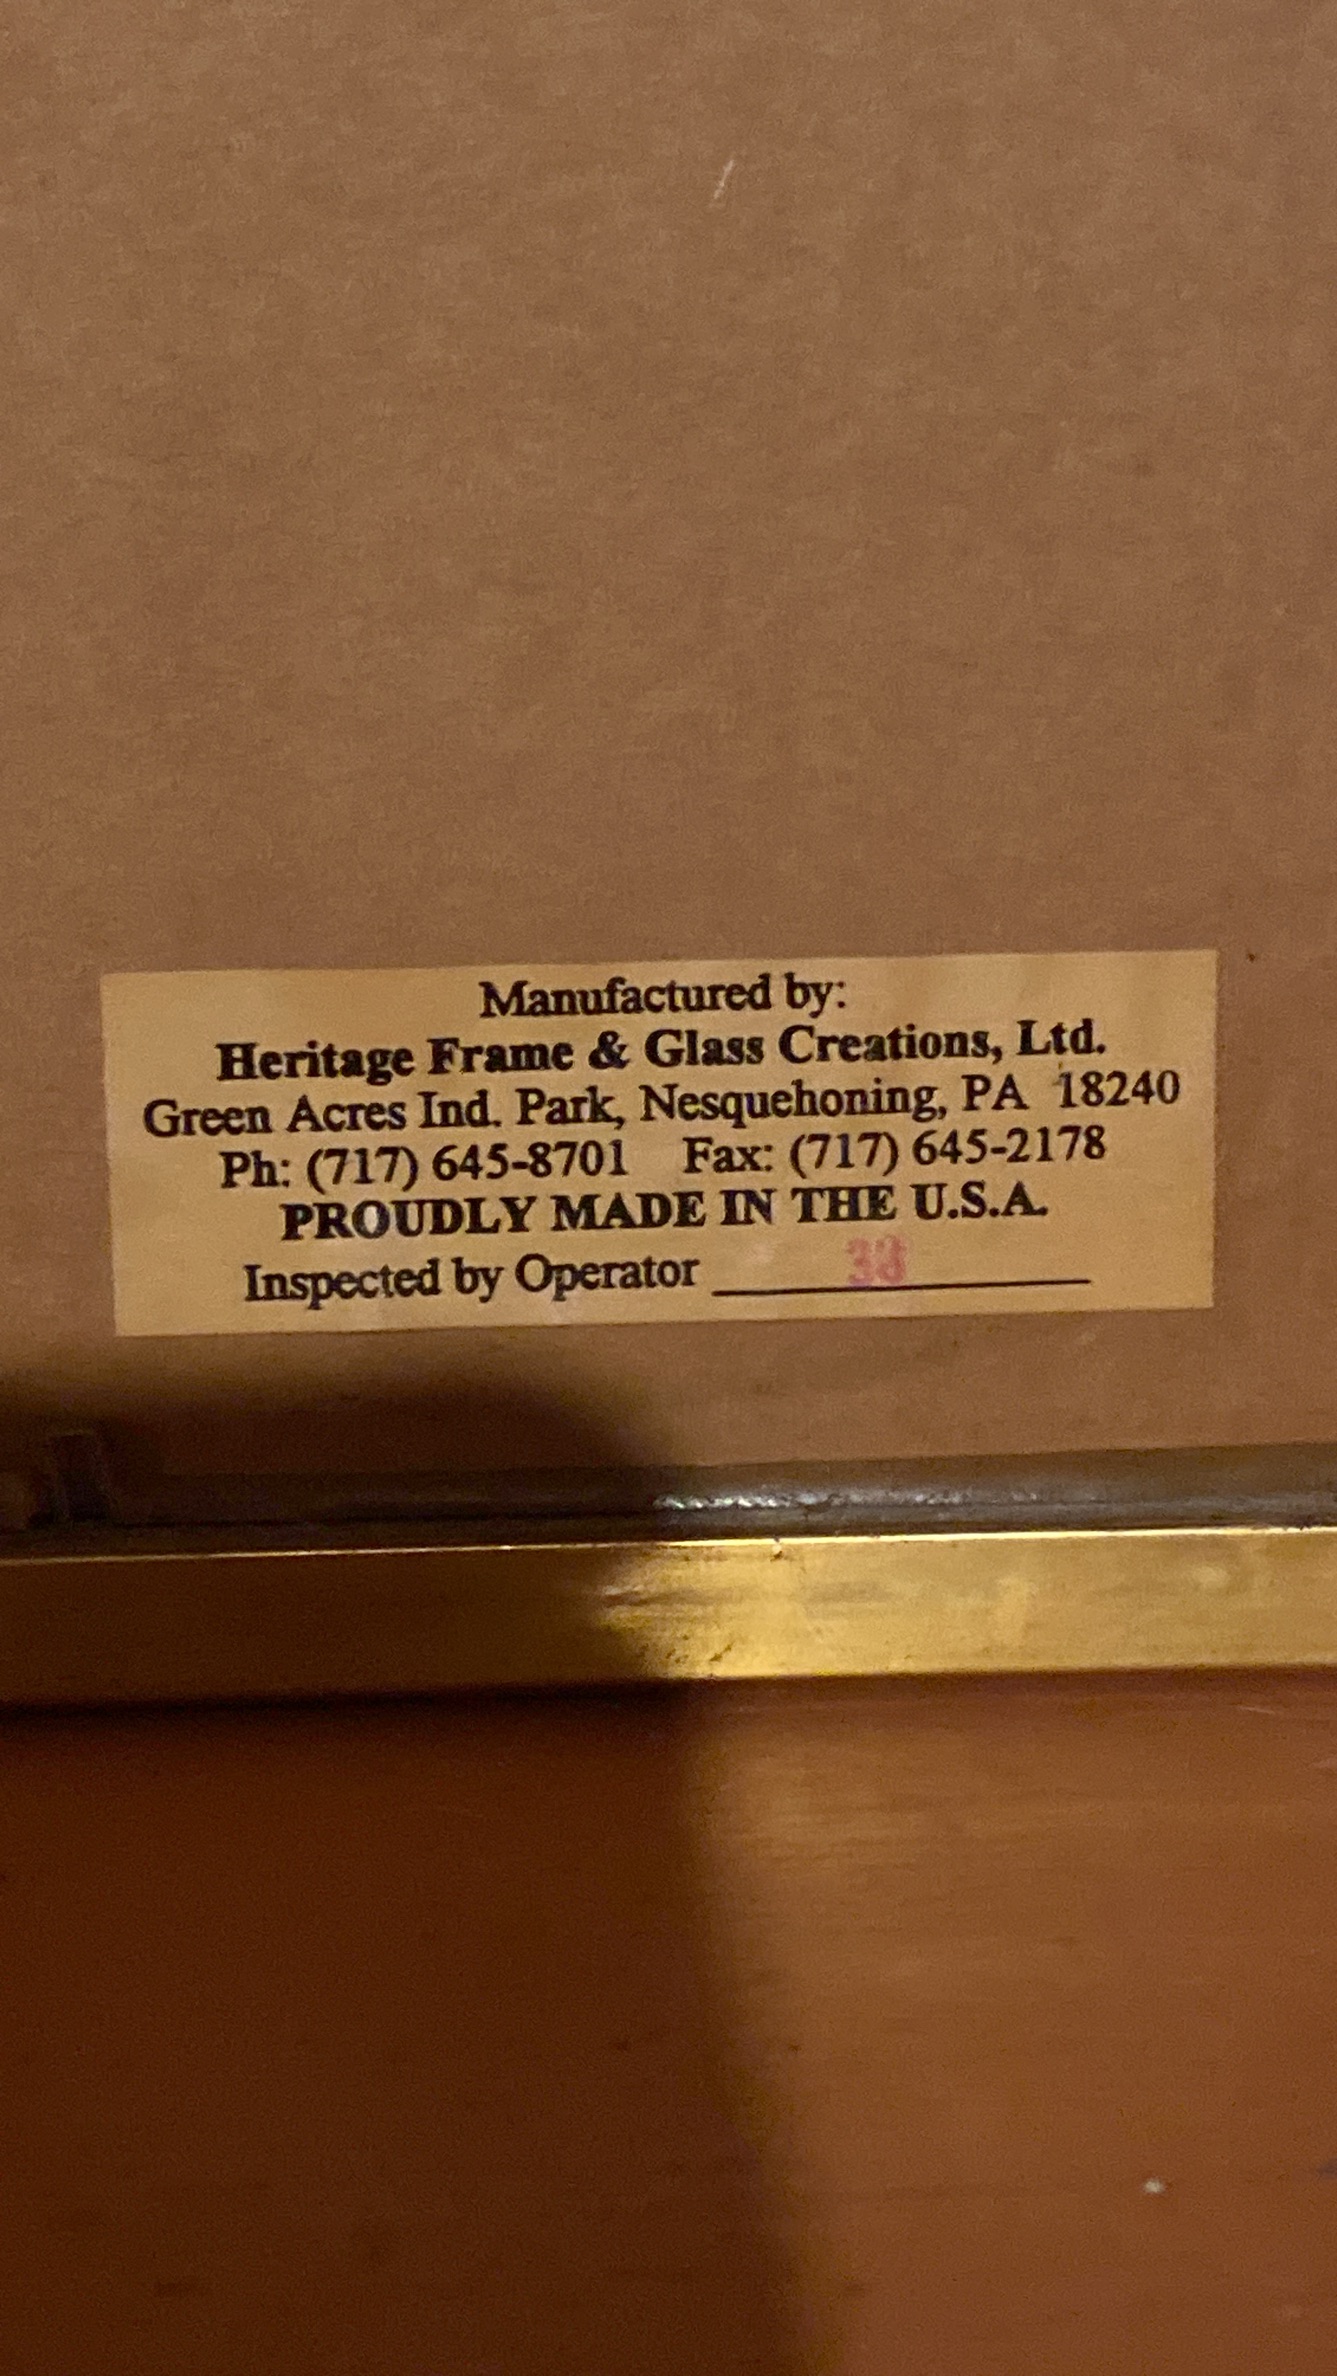 Manufactured by:
Heritage Frame & Glass Creations, Ltd.
Green Acres Ind. Park, Nesquehoning, PA 18240
Ph: (717) 645-8701 Fax: (717) 645-2178
PROUDLY MADE IN THE U.S.A.
Inspected by Operator